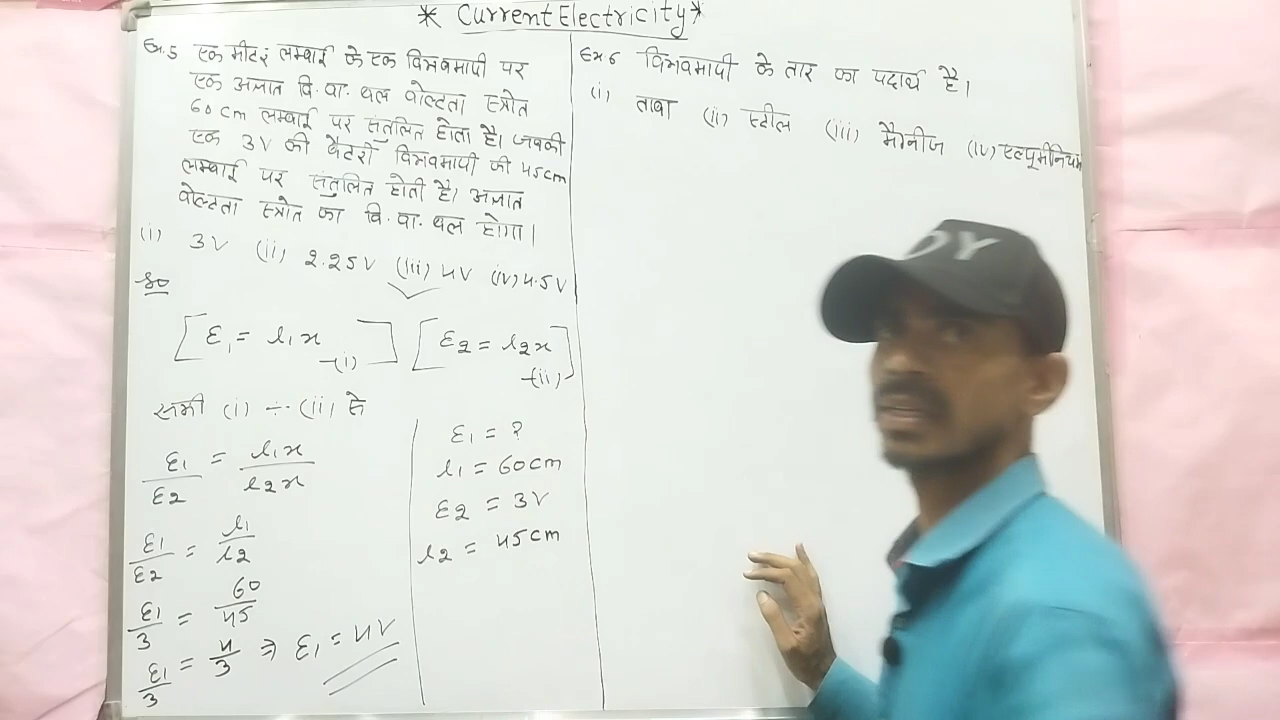 * Current Electricity *
Ex.5 एक मीटर लम्बाई के एक विभवमापी पर
एक अज्ञात वि. वा. बल वोल्टता स्त्रोत
60 cm लम्बाई पर संतुलित होता है। जबकी
एक 3V की बैटरी विभवमापी की 45cm
लम्बाई पर संतुलित होती है। अज्ञात
वोल्टता स्त्रोत का वि. वा. बल होगा।
(i) 3V (ii) 2.25V (iii) 4V (iv) 4.5V
So
[ε₁ = l₁x -(i)] [ε₂ = l₂x -(ii)]
समी (i) ÷ (ii) से
ε₁/ε₂ = l₁x/l₂x
ε₁/ε₂ = l₁/l₂
ε₁/3 = 60/45
ε₁/3 = 4/3 ⇒ ε₁ = 4V
ε₁ = ?
l₁ = 60cm
ε₂ = 3V
l₂ = 45cm
Ex 6 विभवमापी के तार का पदार्थ है।
(i) ताबा (ii) स्टील (iii) मैगनीज (iv) एल्यूमीनियम